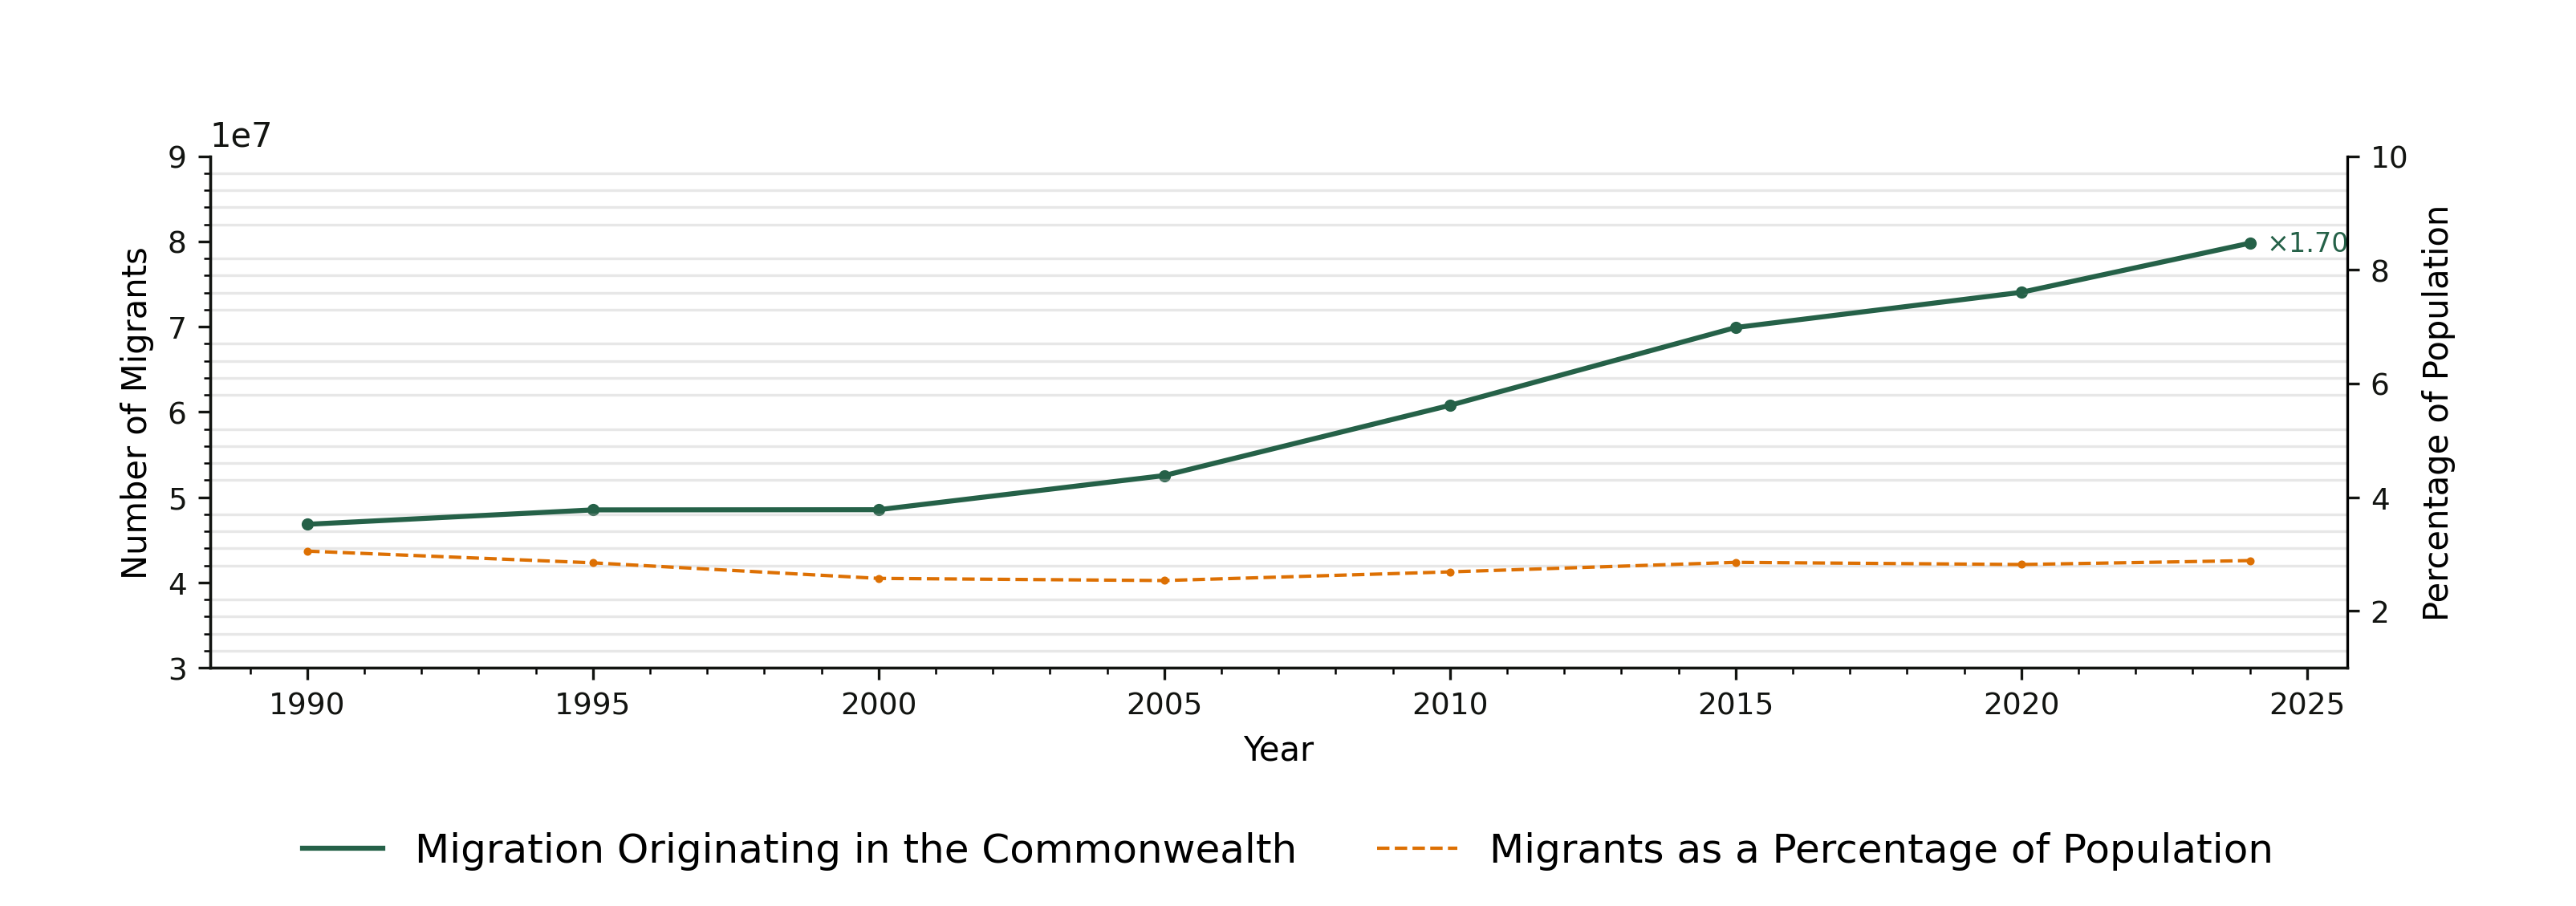 1e7
9
8
7
6
5
4
3
Number of Migrants
10
8
6
4
2
Percentage of Population
×1.70
1990 1995 2000 2005 2010 2015 2020 2025
Year
Migration Originating in the Commonwealth
Migrants as a Percentage of Population